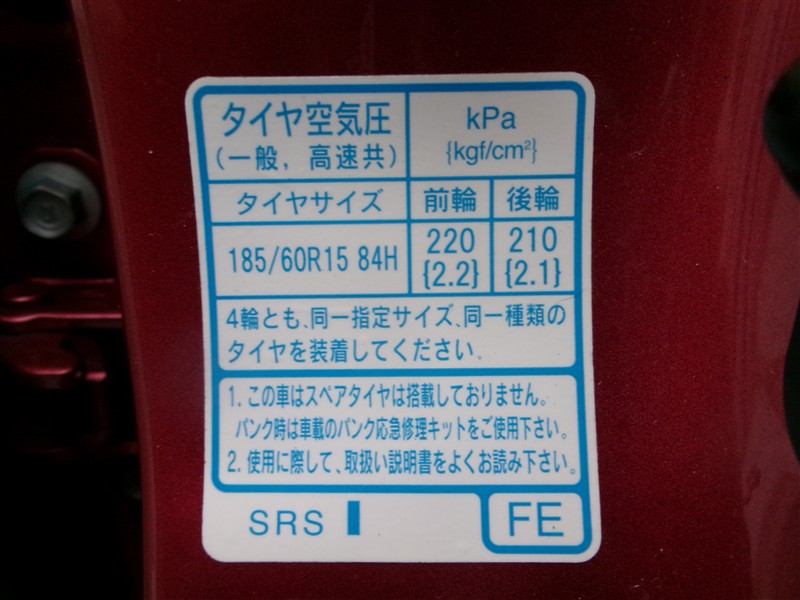 タイヤ空気圧
(一般, 高速共)
kPa
{kgf/cm²}
タイヤサイズ 前輪 後輪
185/60R15 84H 220 210
{2.2} {2.1}
4輪とも、同一指定サイズ、同一種類の
タイヤを装着してください.
1. この車はスペアタイヤは搭載しておりません。
パンク時は車載のパンク応急修理キットをご使用下さい。
2. 使用に際して、取扱い説明書をよくお読み下さい。
SRS
FE